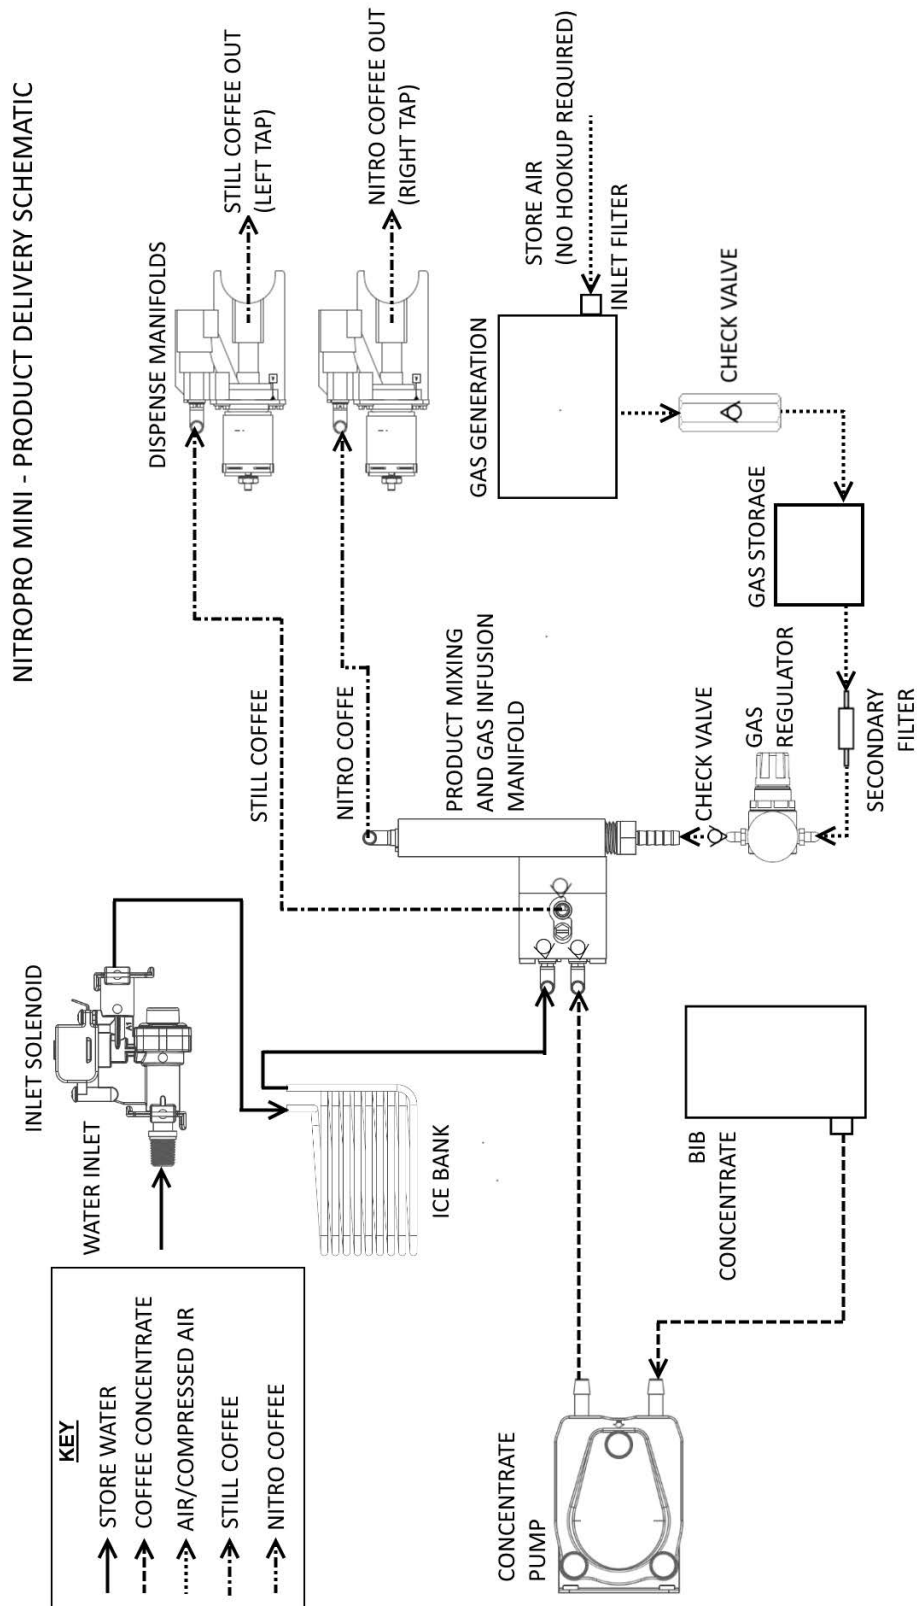 NITROPRO MINI - PRODUCT DELIVERY SCHEMATIC
KEY
STORE WATER
COFFEE CONCENTRATE
AIR/COMPRESSED AIR
STILL COFFEE
NITRO COFFEE
WATER INLET
INLET SOLENOID
ICE BANK
STILL COFFEE
NITRO COFFE
DISPENSE MANIFOLDS
STILL COFFEE OUT
(LEFT TAP)
NITRO COFFEE OUT
(RIGHT TAP)
PRODUCT MIXING
AND GAS INFUSION
MANIFOLD
GAS GENERATION
STORE AIR
(NO HOOKUP REQUIRED)
INLET FILTER
CHECK VALVE
GAS STORAGE
SECONDARY
FILTER
GAS
REGULATOR
CHECK VALVE
BIB
CONCENTRATE
CONCENTRATE
PUMP